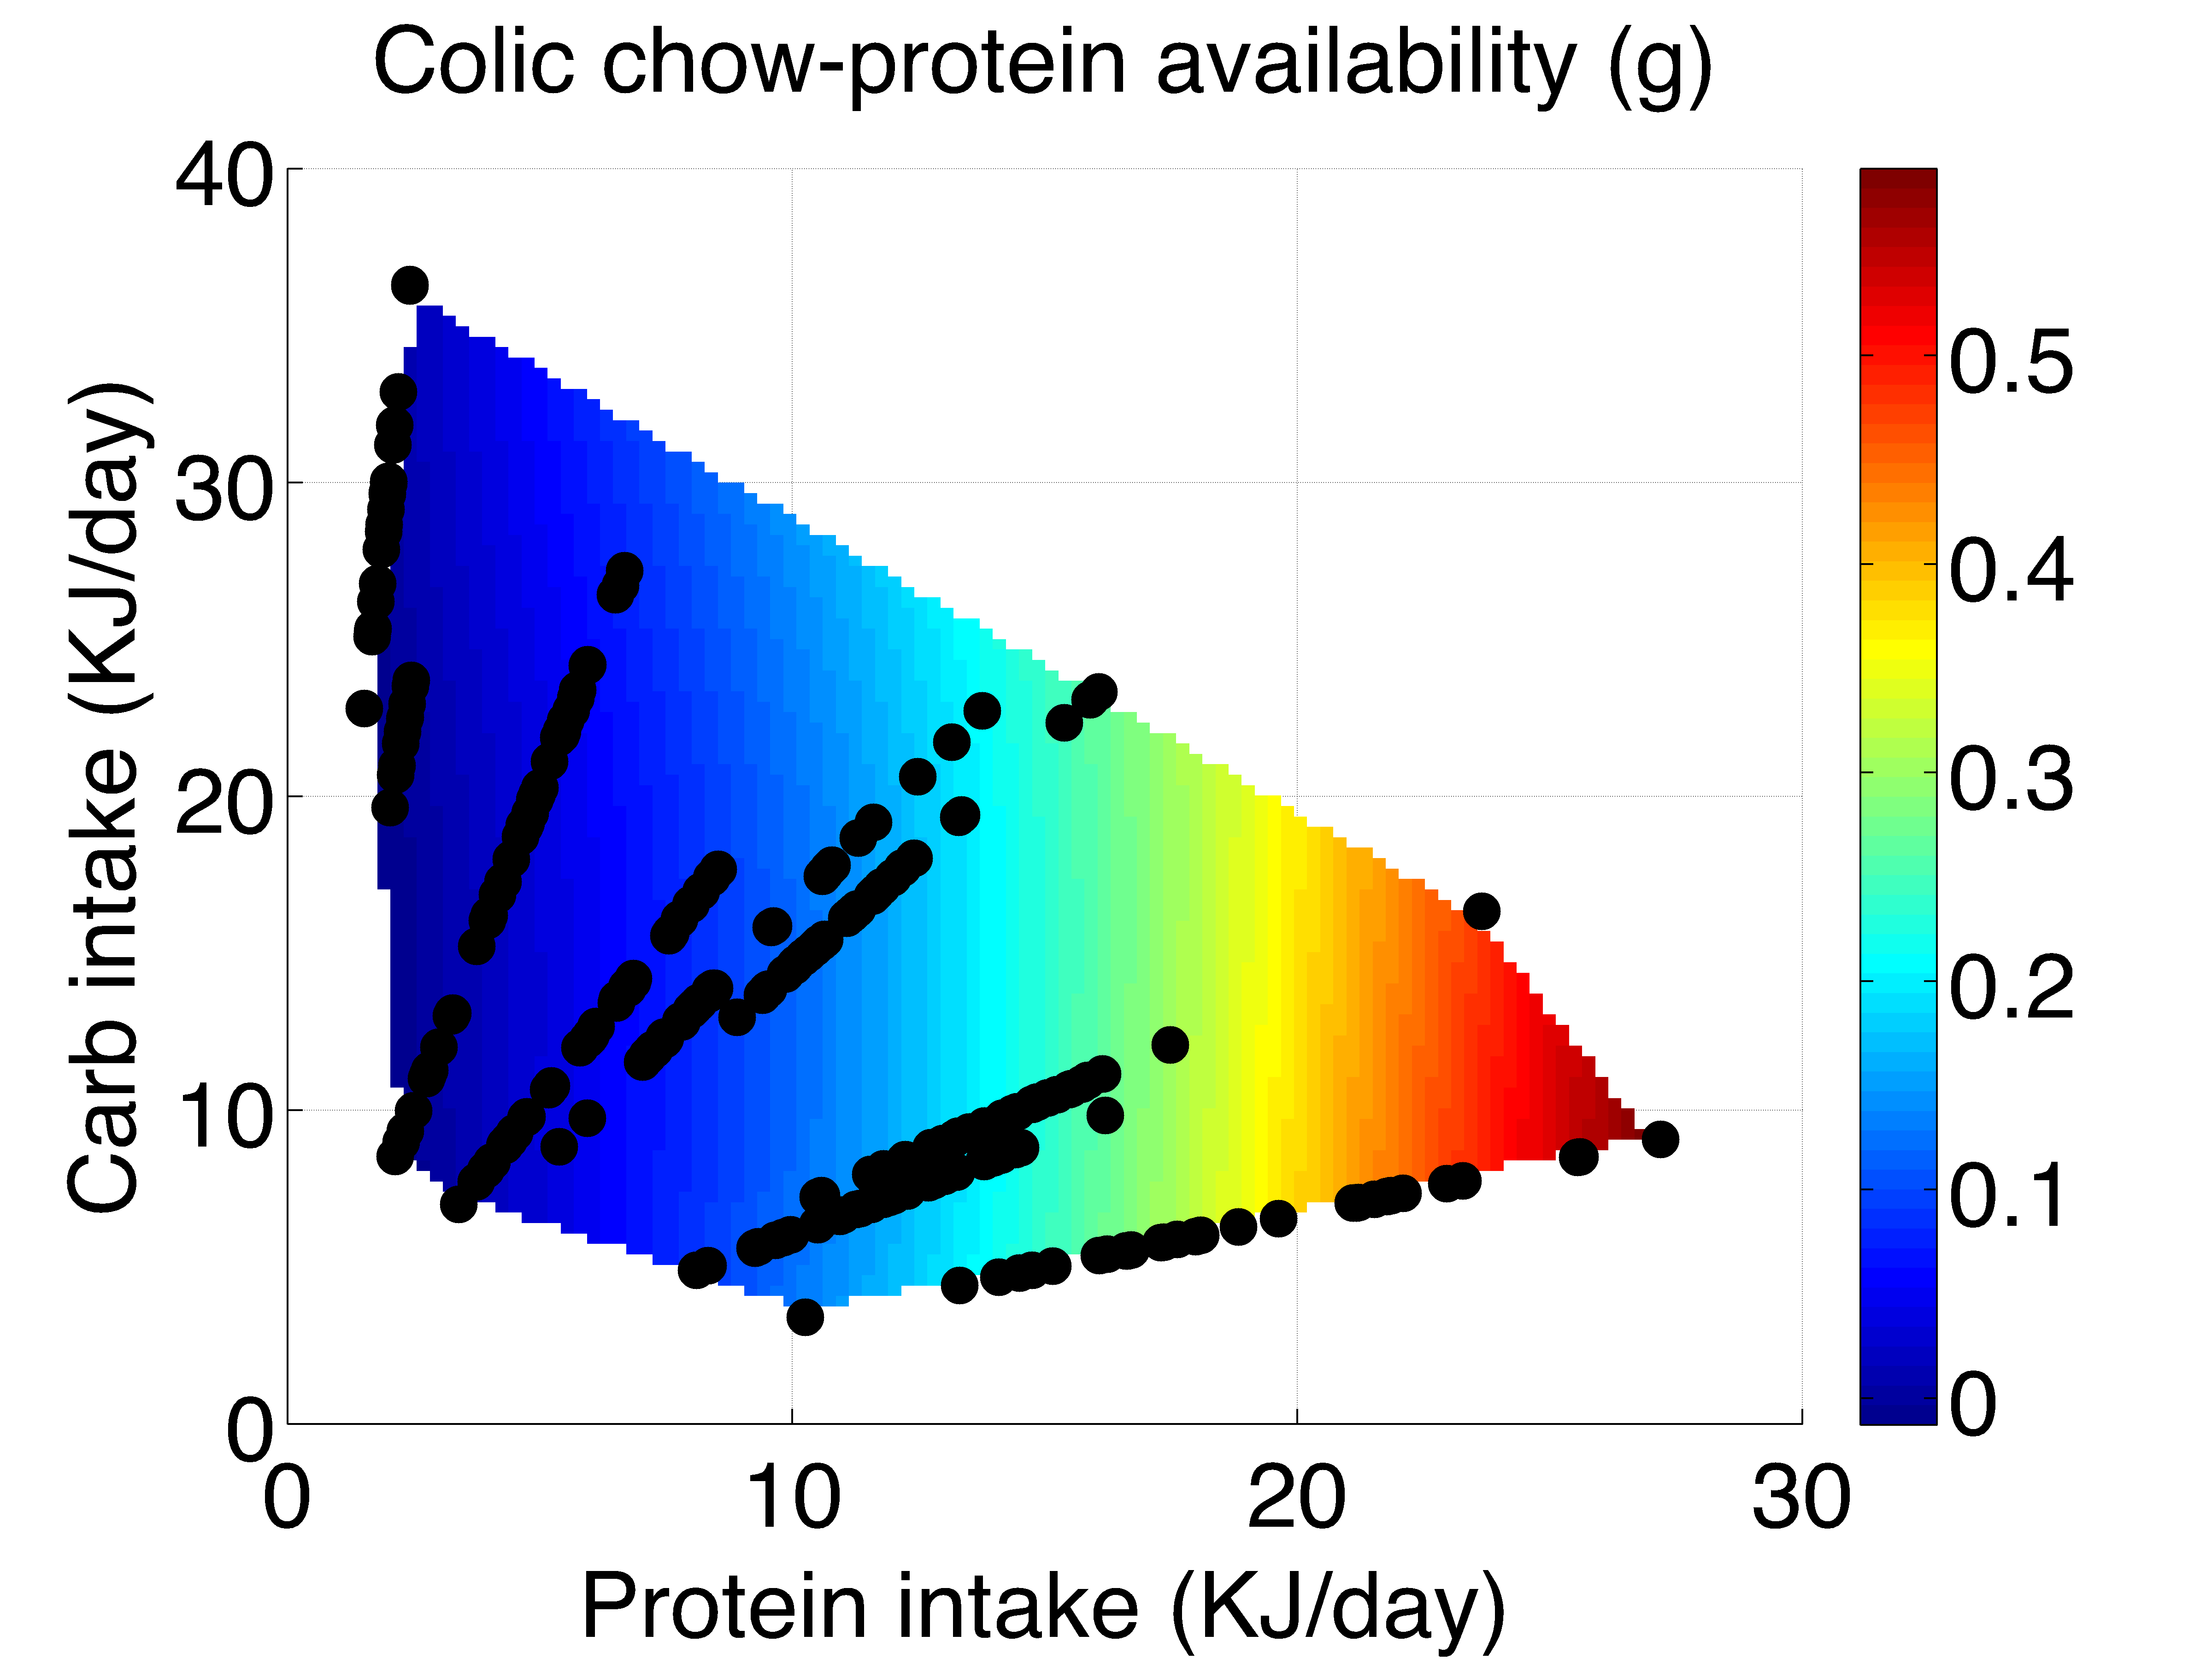 Colic chow-protein availability (g)
40
30
20
10
0
Carb intake (KJ/day)
0 10 20 30
Protein intake (KJ/day)
0.5
0.4
0.3
0.2
0.1
0